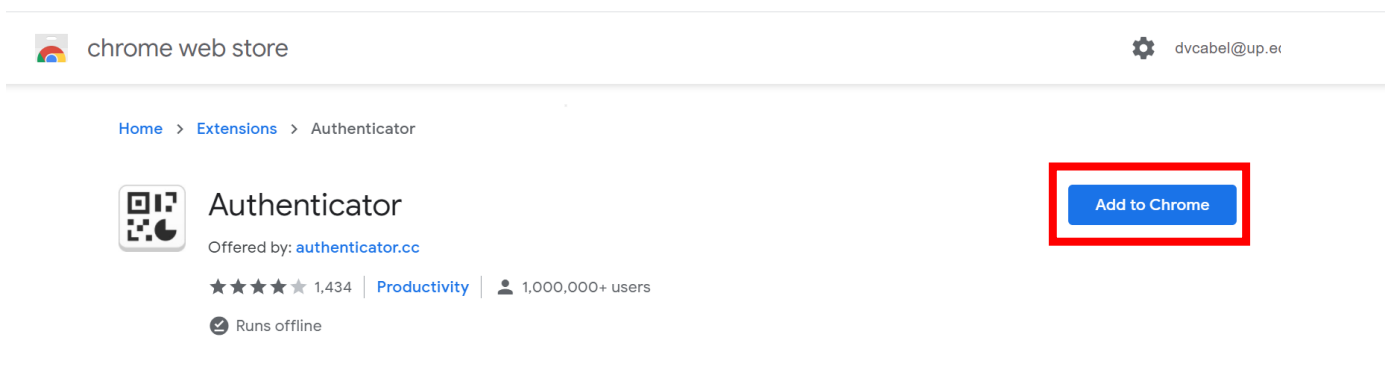 chrome web store
dvcabel@up.ec
Home > Extensions > Authenticator
Authenticator
Add to Chrome
Offered by: authenticator.cc
1,434 | Productivity | 1,000,000+ users
Runs offline